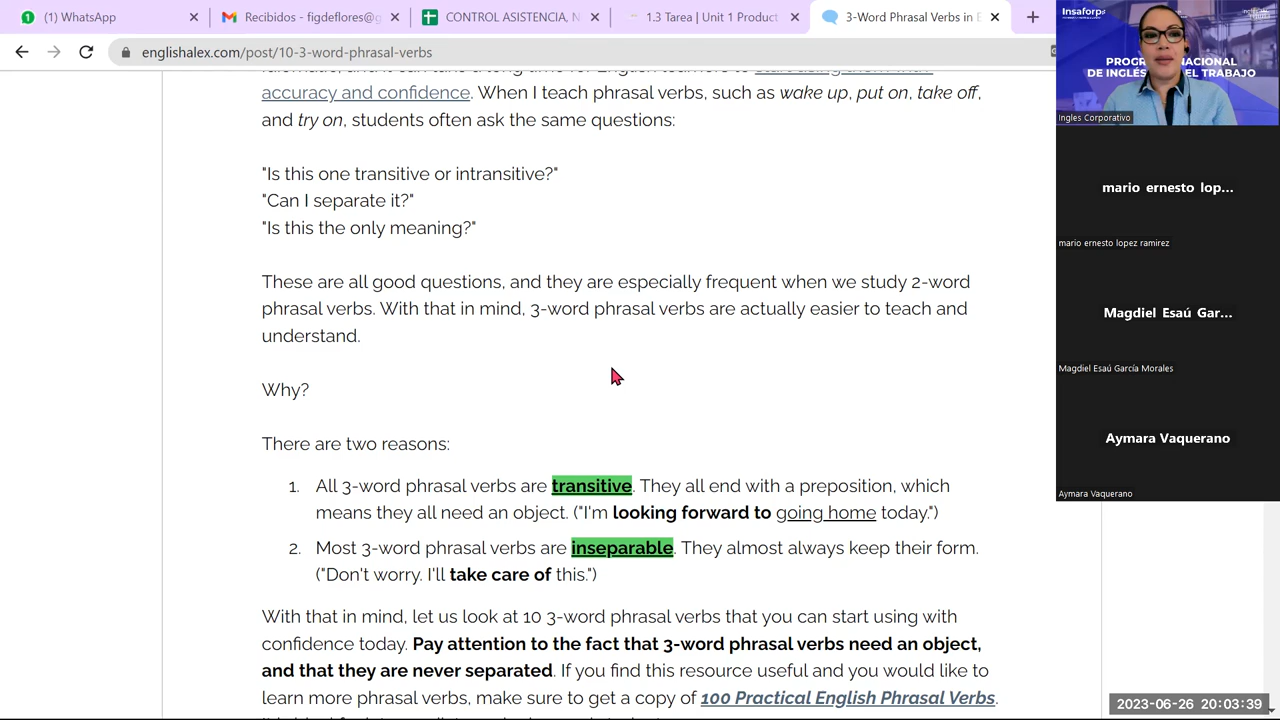 (1) WhatsApp
Recibidos - figdeflore
CONTROL ASISTENC
1.3 Tarea | Unit 1 Product
3-Word Phrasal Verbs in E
englishalex.com/post/10-3-word-phrasal-verbs
accuracy and confidence. When I teach phrasal verbs, such as wake up, put on, take off,
and try on, students often ask the same questions:
"Is this one transitive or intransitive?"
"Can I separate it?"
"Is this the only meaning?"
These are all good questions, and they are especially frequent when we study 2-word
phrasal verbs. With that in mind, 3-word phrasal verbs are actually easier to teach and
understand.
Why?
There are two reasons:
1. All 3-word phrasal verbs are transitive. They all end with a preposition, which
means they all need an object. ("I'm looking forward to going home today.")
2. Most 3-word phrasal verbs are inseparable. They almost always keep their form.
("Don't worry. I'll take care of this.")
With that in mind, let us look at 10 3-word phrasal verbs that you can start using with
confidence today. Pay attention to the fact that 3-word phrasal verbs need an object,
and that they are never separated. If you find this resource useful and you would like to
learn more phrasal verbs, make sure to get a copy of 100 Practical English Phrasal Verbs.
Insaforp
PROGR NACIONAL
DE INGLÉS EL TRABAJO
Ingles Corporativo
mario ernesto lop...
mario ernesto lopez ramirez
Magdiel Esaú Gar...
Magdiel Esaú García Morales
Aymara Vaquerano
Aymara Vaquerano
2023-06-26 20:03:39